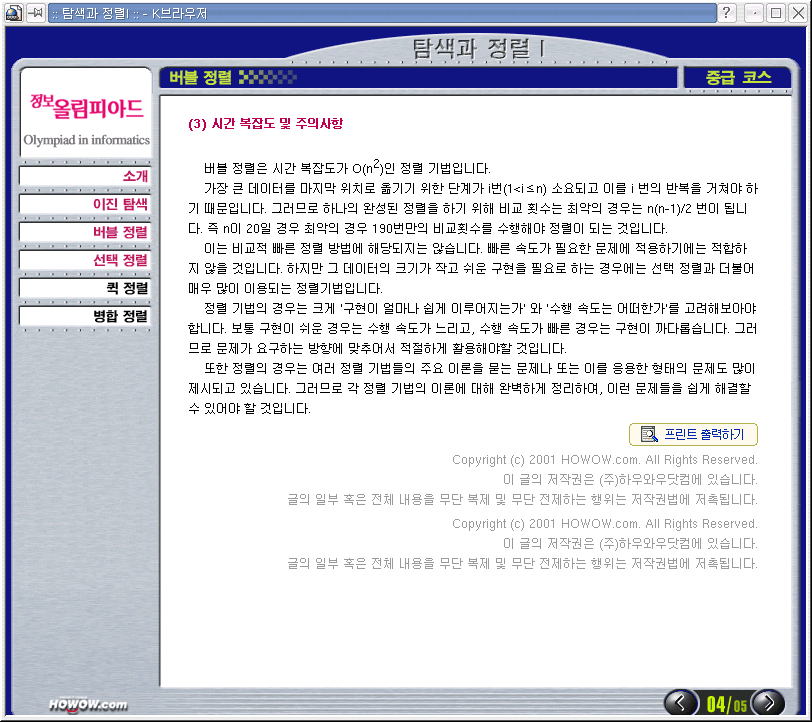 :: 탐색과 정렬I :: - K브라우저
탐색과 정렬 I
정보올림피아드
Olympiad in informatics
버블 정렬
중급 코스
소개
이진 탐색
버블 정렬
선택 정렬
퀵 정렬
병합 정렬
(3) 시간 복잡도 및 주의사항
버블 정렬은 시간 복잡도가 O(n²)인 정렬 기법입니다.
가장 큰 데이터를 마지막 위치로 옮기기 위한 단계가 i번(1<i≤n) 소요되고 이를 i 번의 반복을 거쳐야 하
기 때문입니다. 그러므로 하나의 완성된 정렬을 하기 위해 비교 횟수는 최악의 경우는 n(n-1)/2 번이 됩니
다. 즉 n이 20일 경우 최악의 경우 190번만의 비교횟수를 수행해야 정렬이 되는 것입니다.
이는 비교적 빠른 정렬 방법에 해당되지는 않습니다. 빠른 속도가 필요한 문제에 적용하기에는 적합하
지 않을 것입니다. 하지만 그 데이터의 크기가 작고 쉬운 구현을 필요로 하는 경우에는 선택 정렬과 더불어
매우 많이 이용되는 정렬기법입니다.
정렬 기법의 경우는 크게 '구현이 얼마나 쉽게 이루어지는가' 와 '수행 속도는 어떠한가'를 고려해보아야
합니다. 보통 구현이 쉬운 경우는 수행 속도가 느리고, 수행 속도가 빠른 경우는 구현이 까다롭습니다. 그러
므로 문제가 요구하는 방향에 맞추어서 적절하게 활용해야할 것입니다.
또한 정렬의 경우는 여러 정렬 기법들의 주요 이론을 묻는 문제나 또는 이를 응용한 형태의 문제도 많이
제시되고 있습니다. 그러므로 각 정렬 기법의 이론에 대해 완벽하게 정리하여, 이런 문제들을 쉽게 해결할
수 있어야 할 것입니다.
프린트 출력하기
Copyright (c) 2001 HOWOW.com. All Rights Reserved.
이 글의 저작권은 (주)하우와우닷컴에 있습니다.
글의 일부 혹은 전체 내용을 무단 복제 및 무단 전제하는 행위는 저작권법에 저촉됩니다.
Copyright (c) 2001 HOWOW.com. All Rights Reserved.
이 글의 저작권은 (주)하우와우닷컴에 있습니다.
글의 일부 혹은 전체 내용을 무단 복제 및 무단 전제하는 행위는 저작권법에 저촉됩니다.
HOWOW.com
04/05